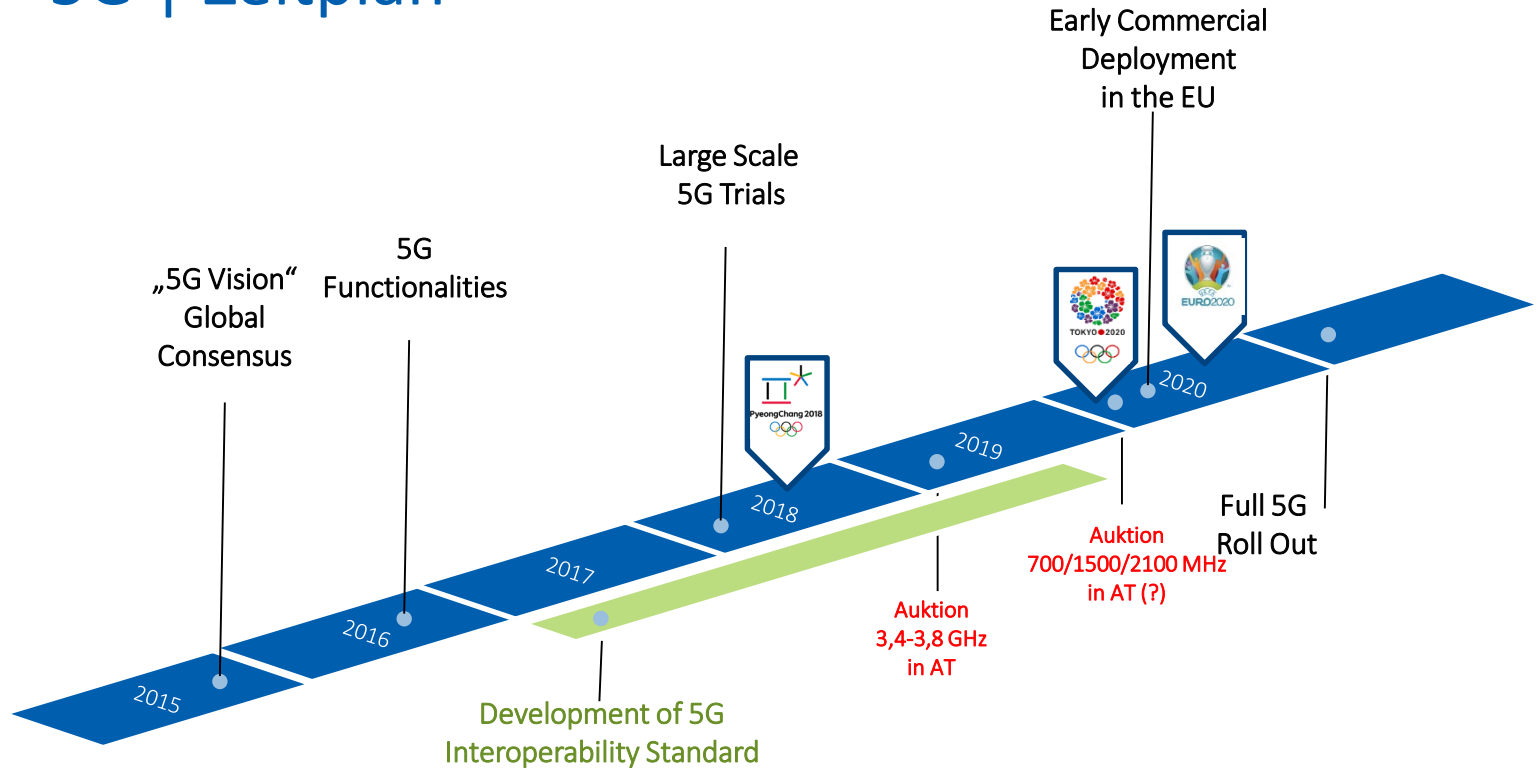 5G | Zeitplan
Early Commercial
Deployment
in the EU
Large Scale
5G Trials
5G
Functionalities
„5G Vision“
Global
Consensus
UEFA
EURO2020
TOKYO 2020
PyeongChang 2018
2020
2019
2018
2017
2016
2015
Full 5G
Roll Out
Auktion
700/1500/2100 MHz
in AT (?)
Auktion
3,4-3,8 GHz
in AT
Development of 5G
Interoperability Standard